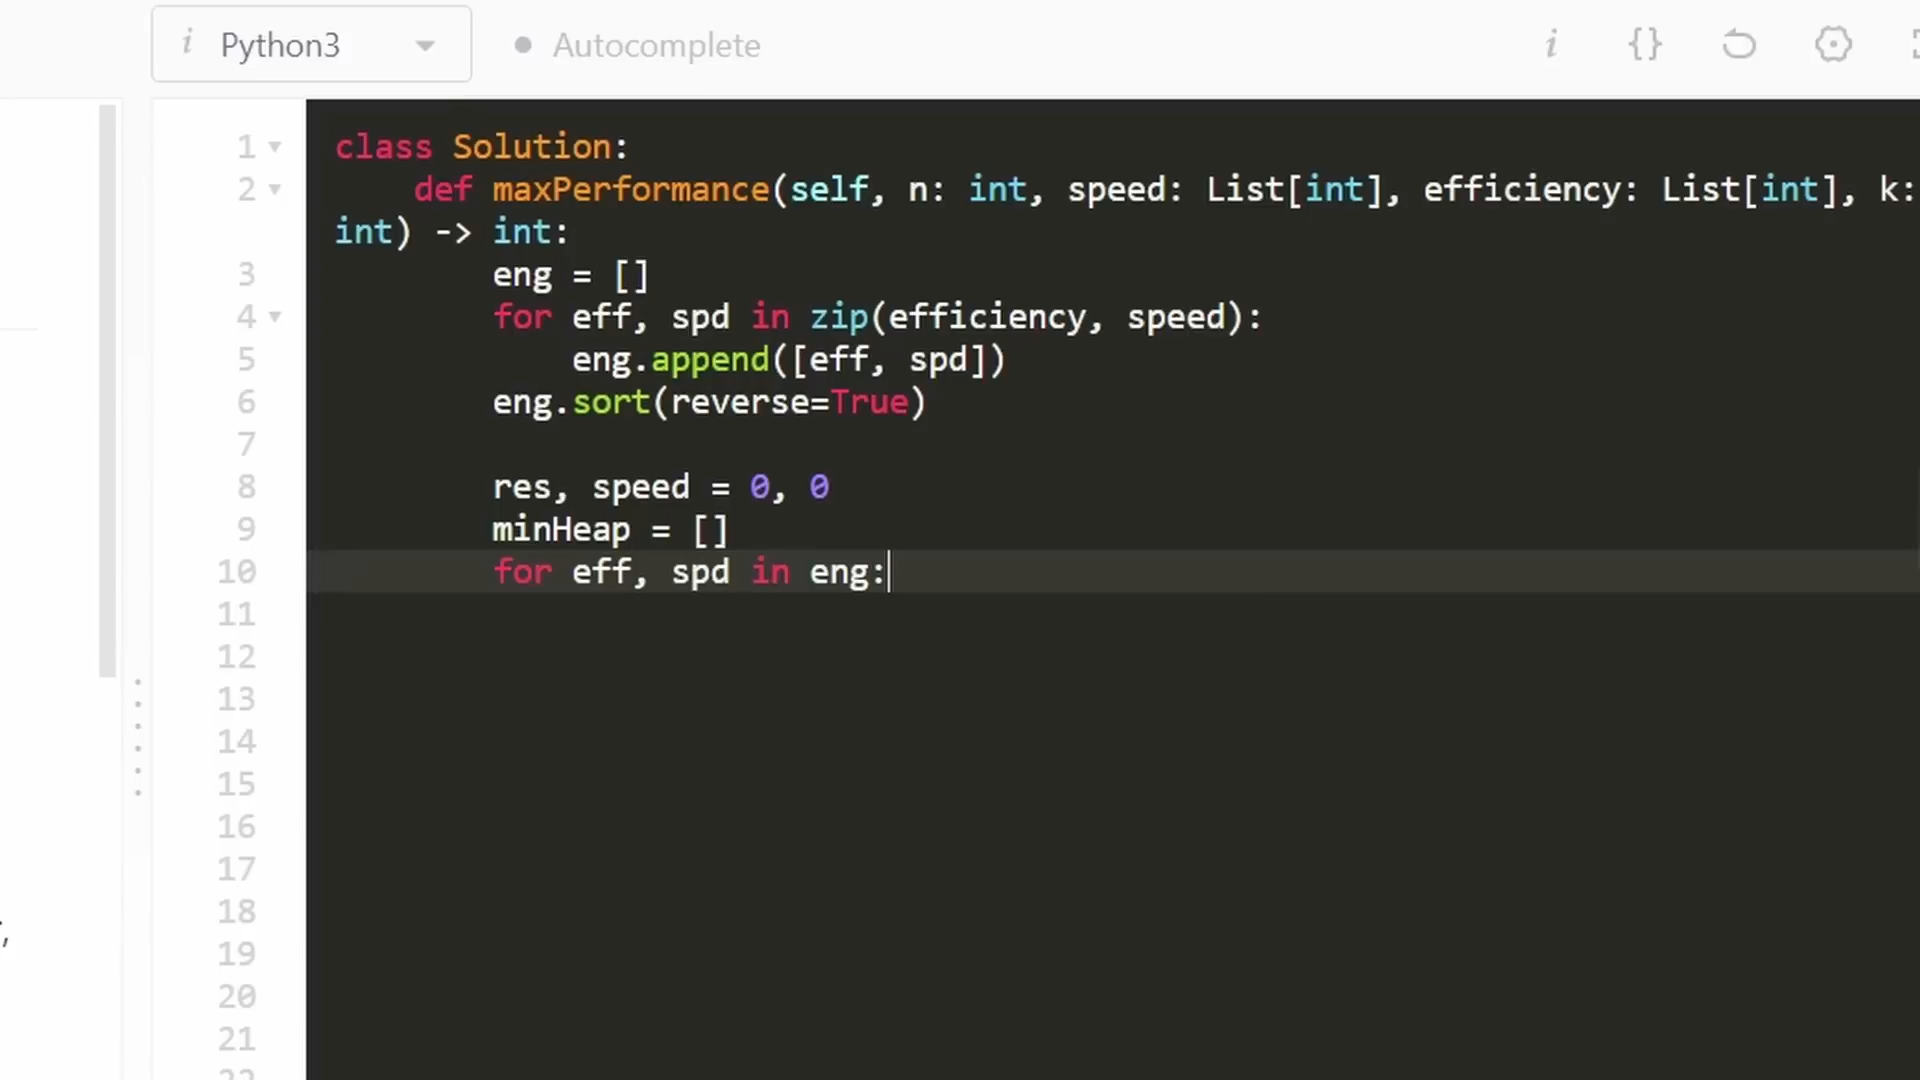 i Python3 Autocomplete i {}
1 class Solution:
2 def maxPerformance(self, n: int, speed: List[int], efficiency: List[int], k:
int) -> int:
3 eng = []
4 for eff, spd in zip(efficiency, speed):
5 eng.append([eff, spd])
6 eng.sort(reverse=True)
7
8 res, speed = 0, 0
9 minHeap = []
10 for eff, spd in eng:
11
12
13
14
15
16
17
18
19
20
21